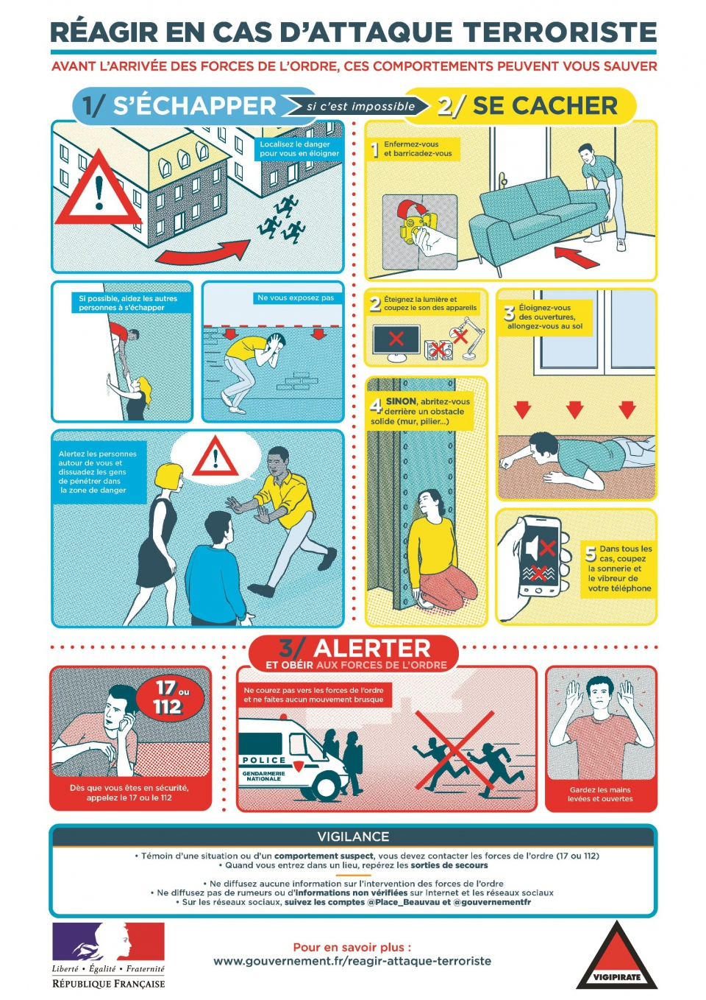 RÉAGIR EN CAS D'ATTAQUE TERRORISTE
AVANT L'ARRIVÉE DES FORCES DE L'ORDRE, CES COMPORTEMENTS PEUVENT VOUS SAUVER
1/ S'ÉCHAPPER
si c'est impossible
2/ SE CACHER
Localisez le danger
pour vous en éloigner
Si possible, aidez les autres
personnes à s'échapper
Ne vous exposez pas
Alertez les personnes
autour de vous et
dissuadez les gens
de pénétrer dans
la zone de danger
1 Enfermez-vous
et barricadez-vous
2 Éteignez la lumière et
coupez le son des appareils
3 Éloignez-vous
des ouvertures,
allongez-vous au sol
4 SINON, abritez-vous
derrière un obstacle
solide (mur, pilier...)
5 Dans tous les
cas, coupez
la sonnerie et
le vibreur de
votre téléphone
3/ ALERTER
ET OBÉIR AUX FORCES DE L'ORDRE
17 ou
112
Dès que vous êtes en sécurité,
appelez le 17 ou le 112
Ne courez pas vers les forces de l'ordre
et ne faites aucun mouvement brusque
POLICE
GENDARMERIE
NATIONALE
Gardez les mains
levées et ouvertes
VIGILANCE
• Témoin d'une situation ou d'un comportement suspect, vous devez contacter les forces de l'ordre (17 ou 112)
• Quand vous entrez dans un lieu, repérez les sorties de secours
• Ne diffusez aucune information sur l'intervention des forces de l'ordre
• Ne diffusez pas de rumeurs ou d'informations non vérifiées sur Internet et les réseaux sociaux
• Sur les réseaux sociaux, suivez les comptes @Place_Beauvau et @gouvernementfr
Liberté • Égalité • Fraternité
RÉPUBLIQUE FRANÇAISE
Pour en savoir plus :
www.gouvernement.fr/reagir-attaque-terroriste
VIGIPIRATE